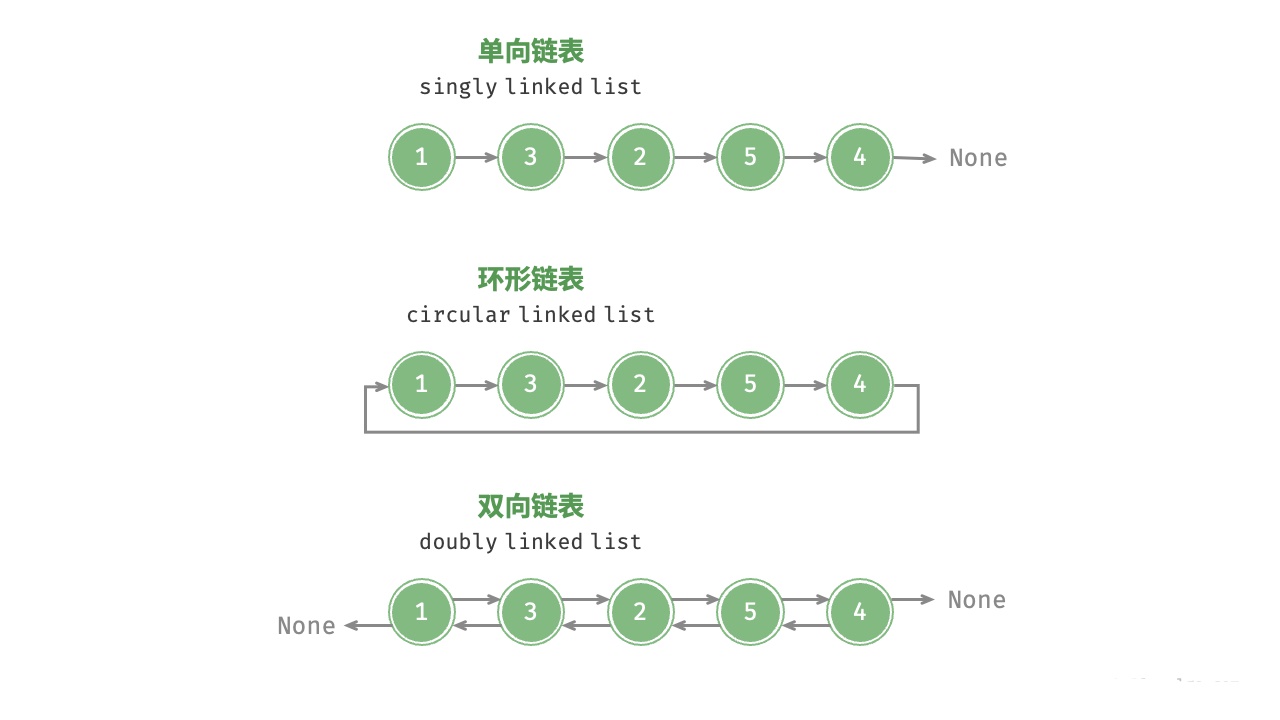 单向链表
singly linked list
1 3 2 5 4 None
环形链表
circular linked list
1 3 2 5 4
双向链表
doubly linked list
1 3 2 5 4 None
None